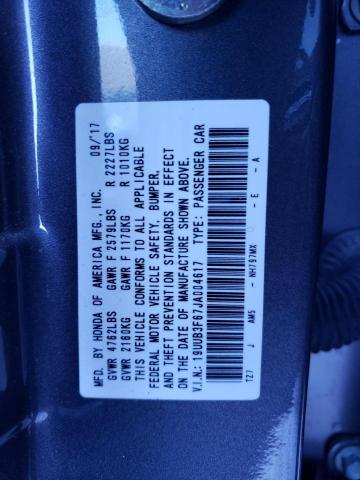 MFD. BY HONDA OF AMERICA MFG., INC. 09/17
GVWR 4762LBS GAWR F 2579LBS R 2227LBS
GVWR 2160KG GAWR F 1170KG R 1010KG
THIS VEHICLE CONFORMS TO ALL APPLICABLE
FEDERAL MOTOR VEHICLE SAFETY, BUMPER,
AND THEFT PREVENTION STANDARDS IN EFFECT
ON THE DATE OF MANUFACTURE SHOWN ABOVE.
V.I.N.: 19UUB3F67JA004617 TYPE: PASSENGER CAR
TZ7 J AM5 - NH797MX - E - A